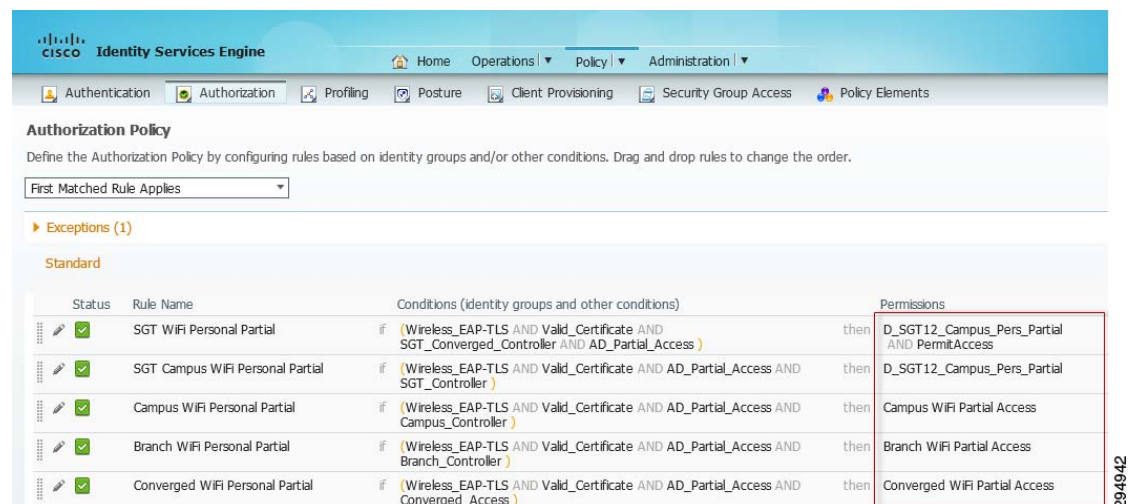 CISCO Identity Services Engine
Home Operations | ▼ Policy | ▼ Administration | ▼
Authentication Authorization Profiling Posture Client Provisioning Security Group Access Policy Elements
Authorization Policy
Define the Authorization Policy by configuring rules based on identity groups and/or other conditions. Drag and drop rules to change the order.
First Matched Rule Applies
Exceptions (1)
Standard
Status Rule Name Conditions (identity groups and other conditions) Permissions
SGT WiFi Personal Partial if (Wireless_EAP-TLS AND Valid_Certificate AND then D_SGT12_Campus_Pers_Partial
SGT_Converged_Controller AND AD_Partial_Access ) AND PermitAccess
SGT Campus WiFi Personal Partial if (Wireless_EAP-TLS AND Valid_Certificate AND AD_Partial_Access AND then D_SGT12_Campus_Pers_Partial
SGT_Controller )
Campus WiFi Personal Partial if (Wireless_EAP-TLS AND Valid_Certificate AND AD_Partial_Access AND then Campus WiFi Partial Access
Campus_Controller )
Branch WiFi Personal Partial if (Wireless_EAP-TLS AND Valid_Certificate AND AD_Partial_Access AND then Branch WiFi Partial Access
Branch_Controller )
Converged WiFi Personal Partial if (Wireless_EAP-TLS AND Valid_Certificate AND AD_Partial_Access AND then Converged WiFi Partial Access
Converged_Access )
294942